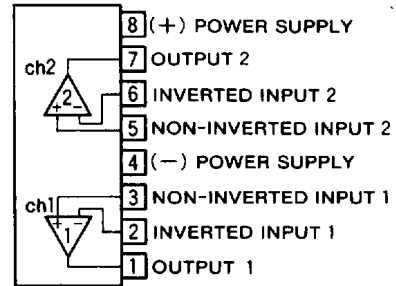 8 (+) POWER SUPPLY
7 OUTPUT 2
ch2
2
+ −
6 INVERTED INPUT 2
5 NON-INVERTED INPUT 2
4 (−) POWER SUPPLY
3 NON-INVERTED INPUT 1
ch1
+ −
1
2 INVERTED INPUT 1
1 OUTPUT 1